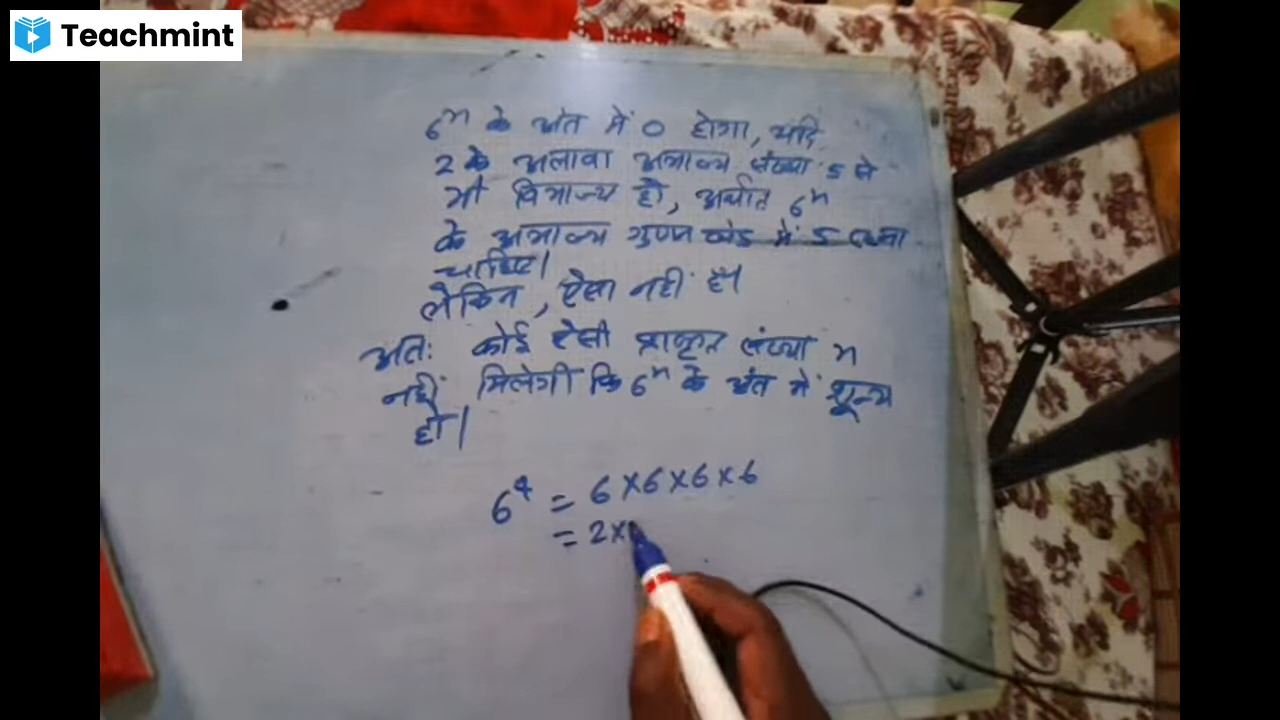 Teachmint
6ⁿ के अंत में 0 होगा, यदि
2 के अलावा अभाज्य संख्या 5 से
भी विभाज्य हो, अर्थात 6ⁿ
के अभाज्य गुणन खंड में 5
चाहिए।
लेकिन, ऐसा नहीं है।
अतः कोई ऐसी प्राकृत संख्या n
नहीं मिलेगी कि 6ⁿ के अंत में शून्य
हो।
6⁴ = 6×6×6×6
= 2×